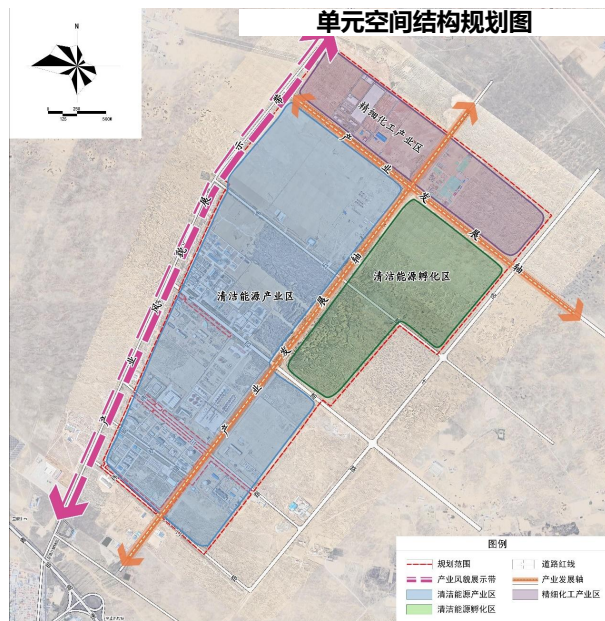 单元空间结构规划图
N
0 250
125 500M
精细化工产业区
产业发展轴
产业风貌展示带
清洁能源产业区
清洁能源孵化区
产业发展轴
图例
规划范围
道路红线
产业风貌展示带
产业发展轴
清洁能源产业区
精细化工产业区
清洁能源孵化区